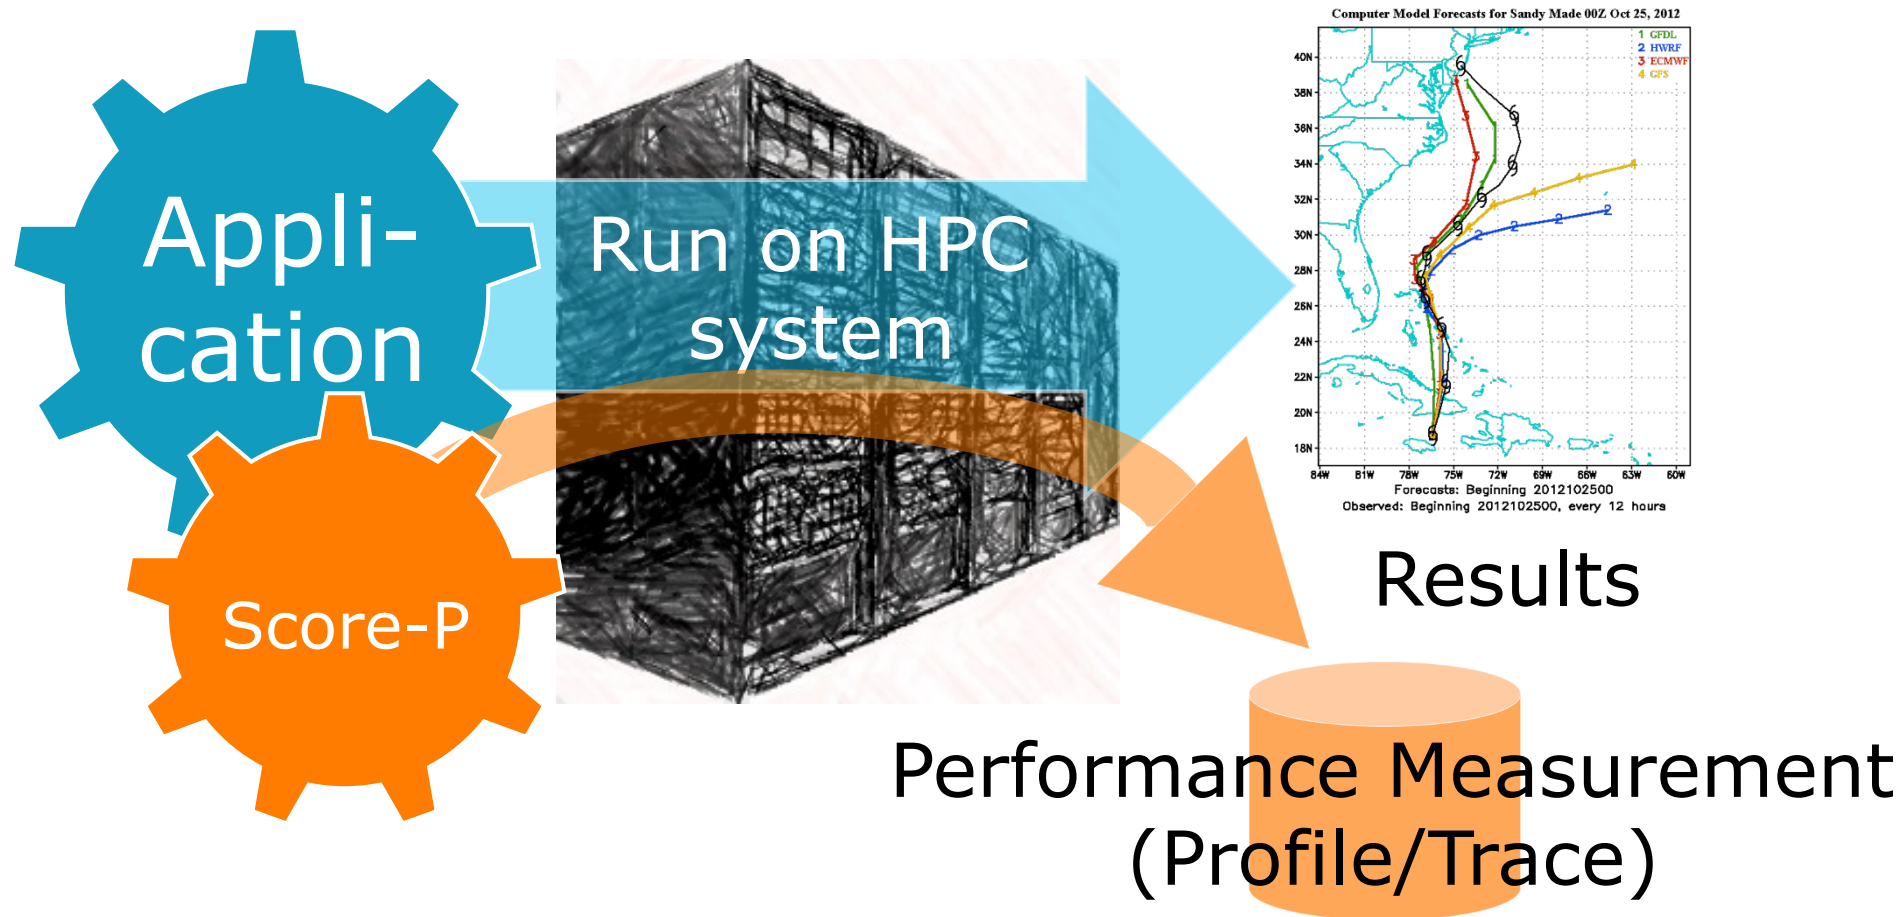 Appli-
cation
Score-P
Run on HPC
system
Computer Model Forecasts for Sandy Made 00Z Oct 25, 2012
1 GFDL
2 HWRF
3 ECMWF
4 GFS
40N
38N
36N
34N
32N
30N
28N
26N
24N
22N
20N
18N
84W 81W 78W 75W 72W 69W 66W 63W 60W
Forecasts: Beginning 2012102500
Observed: Beginning 2012102500, every 12 hours
Results
Performance Measurement
(Profile/Trace)